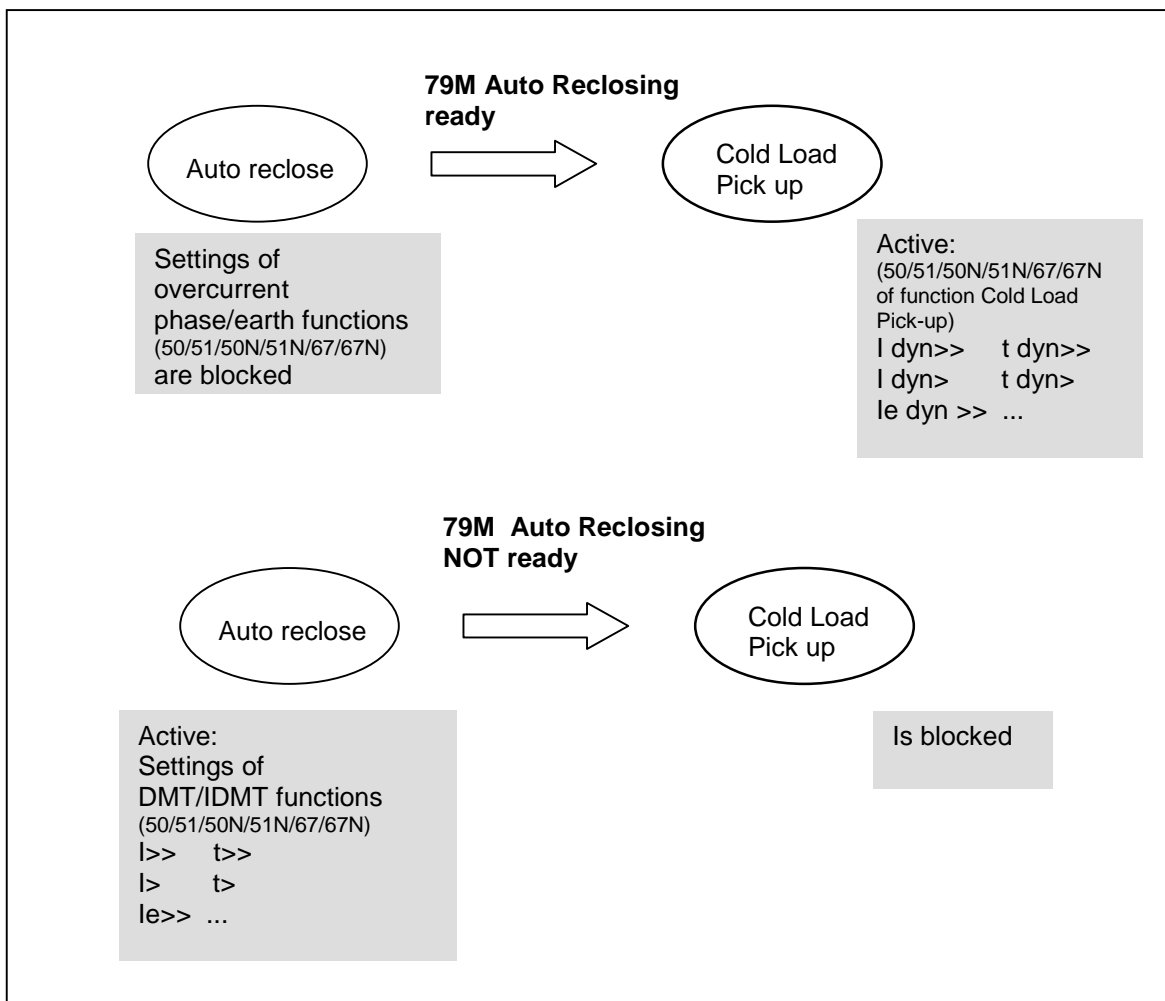 79M Auto Reclosing
ready
Auto reclose
Cold Load
Pick up
Settings of
overcurrent
phase/earth functions
(50/51/50N/51N/67/67N)
are blocked
Active:
(50/51/50N/51N/67/67N
of function Cold Load
Pick-up)
I dyn>> t dyn>>
I dyn> t dyn>
Ie dyn >> ...
79M Auto Reclosing
NOT ready
Auto reclose
Cold Load
Pick up
Active:
Settings of
DMT/IDMT functions
(50/51/50N/51N/67/67N)
I>> t>>
I> t>
Ie>> ...
Is blocked